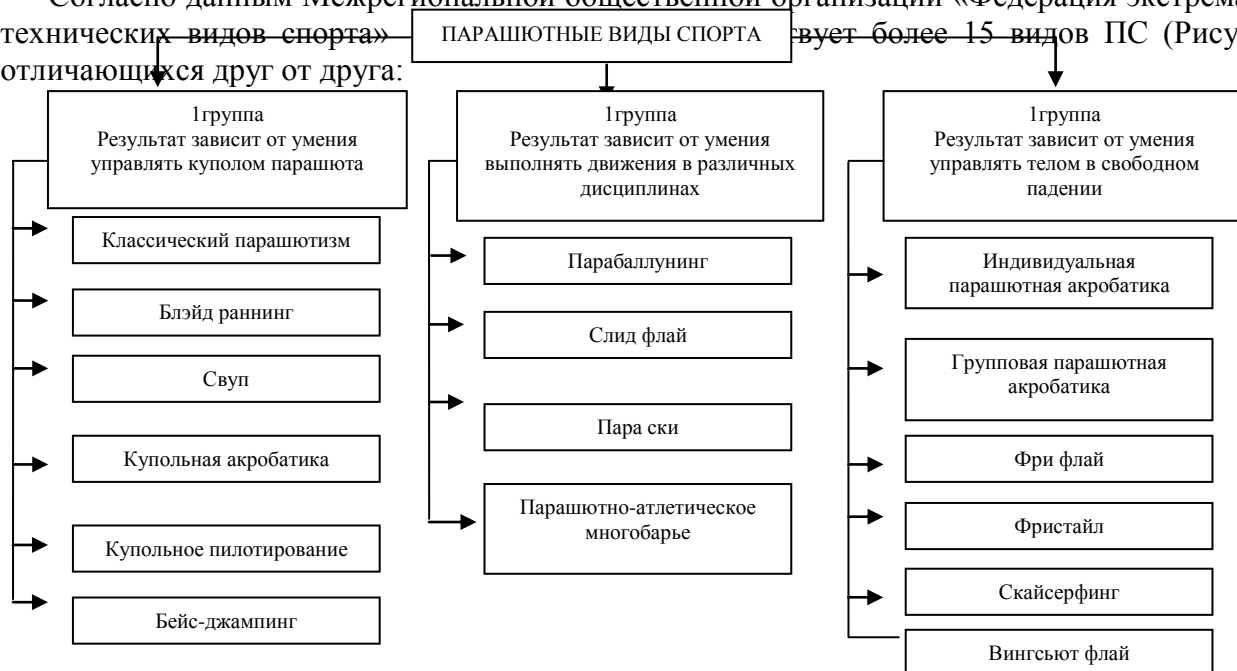 Согласно данным Межрегиональной общественной организации «Федерация экстрема
технических видов спорта»
ПАРАШЮТНЫЕ ВИДЫ СПОРТА
твует более 15 видов ПС (Рису
отличающихся друг от друга:
1группа
Результат зависит от умения
управлять куполом парашюта
Классический парашютизм
Блэйд раннинг
Свуп
Купольная акробатика
Купольное пилотирование
Бейс-джампинг
1группа
Результат зависит от умения
выполнять движения в различных
дисциплинах
Парабаллунинг
Слид флай
Пара ски
Парашютно-атлетическое
многобарье
1группа
Результат зависит от умения
управлять телом в свободном
падении
Индивидуальная
парашютная акробатика
Групповая парашютная
акробатика
Фри флай
Фристайл
Скайсерфинг
Вингсьют флай